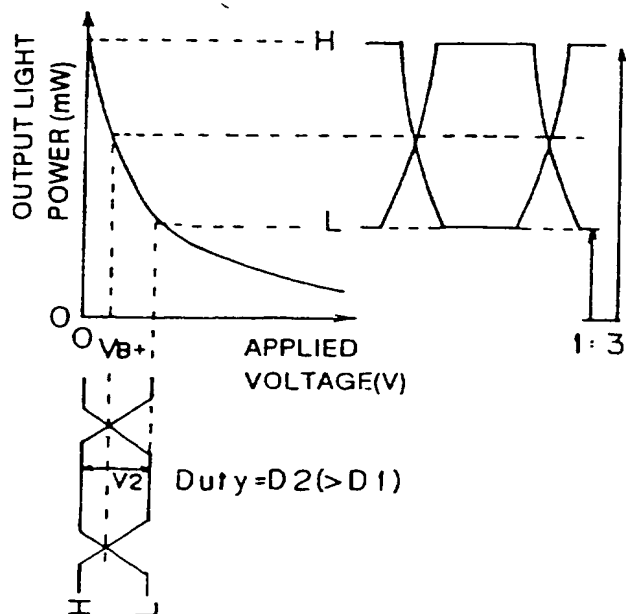 OUTPUT LIGHT
POWER (mW)
H
L
O
O
VB+
APPLIED
VOLTAGE(V)
1:3
V2
Duty=D2(>D1)
H
L